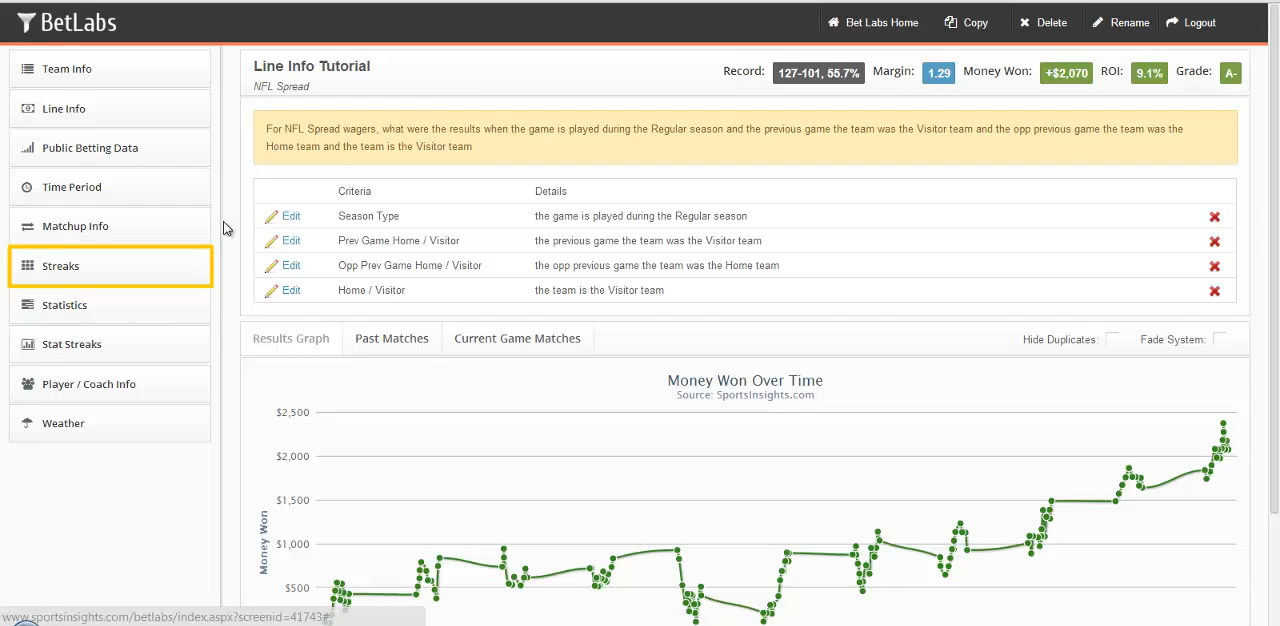 BetLabs
Bet Labs Home
Copy
Delete
Rename
Logout
Team Info
Line Info
Public Betting Data
Time Period
Matchup Info
Streaks
Statistics
Stat Streaks
Player / Coach Info
Weather
Line Info Tutorial
NFL Spread
Record: 127-101, 55.7% Margin: 1.29 Money Won: +$2,070 ROI: 9.1% Grade: A-
For NFL Spread wagers, what were the results when the game is played during the Regular season and the previous game the team was the Visitor team and the opp previous game the team was the
Home team and the team is the Visitor team
Criteria Details
Edit Season Type the game is played during the Regular season
Edit Prev Game Home / Visitor the previous game the team was the Visitor team
Edit Opp Prev Game Home / Visitor the opp previous game the team was the Home team
Edit Home / Visitor the team is the Visitor team
Results Graph Past Matches Current Game Matches Hide Duplicates: Fade System:
Money Won Over Time
Source: SportsInsights.com
$2,500
$2,000
$1,500
$1,000
$500
Money Won
www.sportsinsights.com/betlabs/index.aspx?screenid=41743#